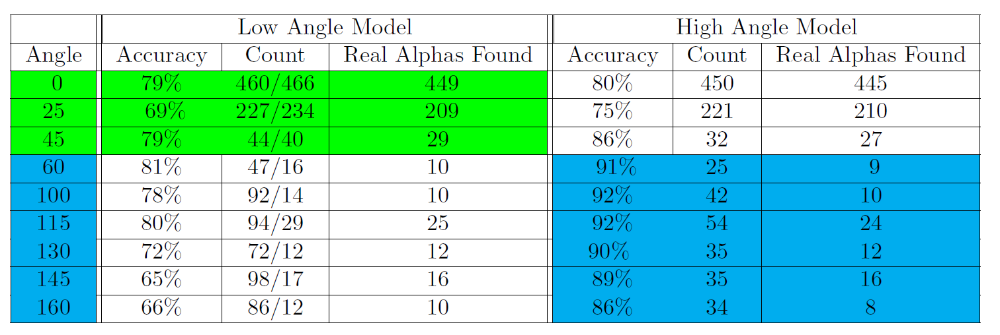 Low Angle Model High Angle Model
Angle Accuracy Count Real Alphas Found Accuracy Count Real Alphas Found
0 79% 460/466 449 80% 450 445
25 69% 227/234 209 75% 221 210
45 79% 44/40 29 86% 32 27
60 81% 47/16 10 91% 25 9
100 78% 92/14 10 92% 42 10
115 80% 94/29 25 92% 54 24
130 72% 72/12 12 90% 35 12
145 65% 98/17 16 89% 35 16
160 66% 86/12 10 86% 34 8